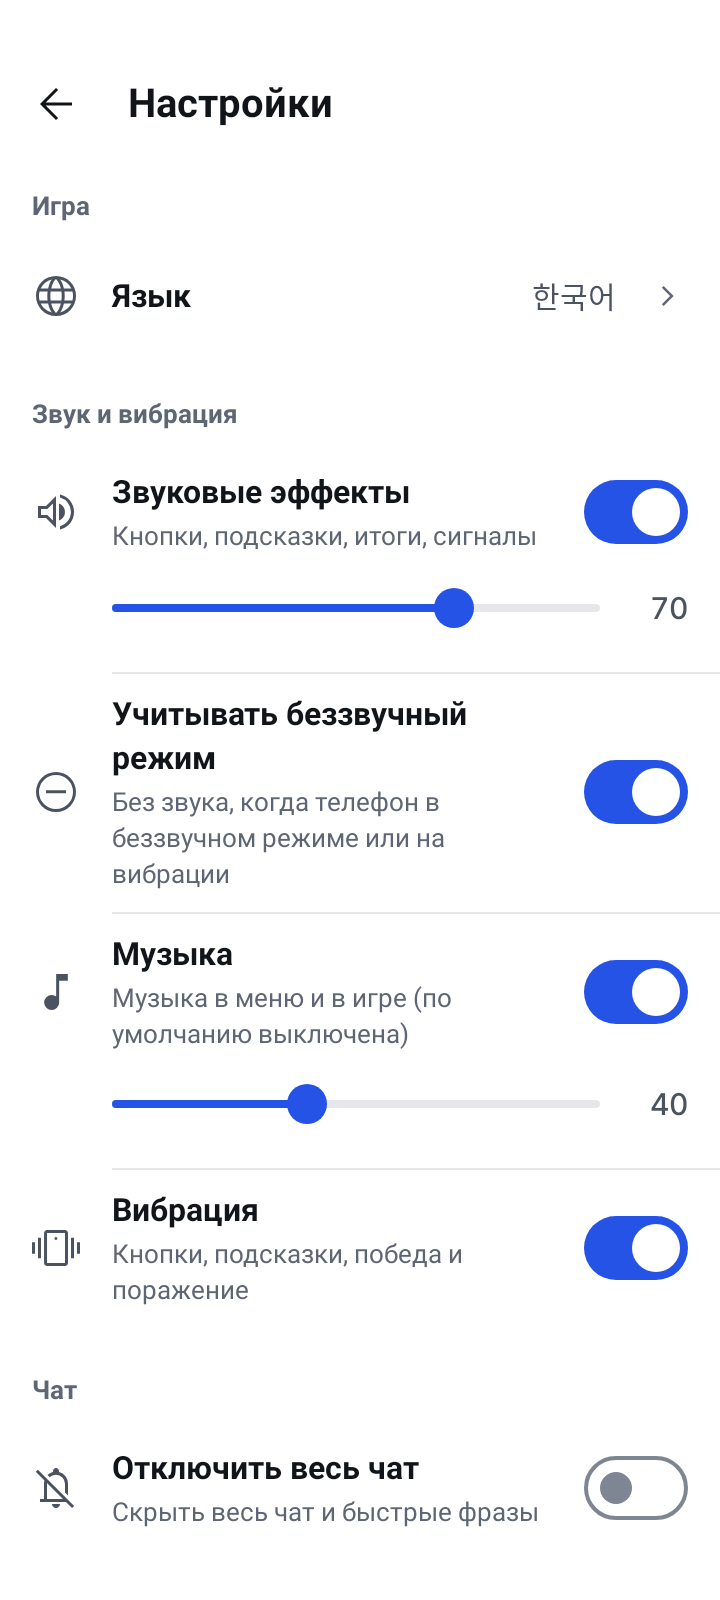 Настройки
Игра
Язык
한국어
Звук и вибрация
Звуковые эффекты
Кнопки, подсказки, итоги, сигналы
70
Учитывать беззвучный
режим
Без звука, когда телефон в
беззвучном режиме или на
вибрации
Музыка
Музыка в меню и в игре (по
умолчанию выключена)
40
Вибрация
Кнопки, подсказки, победа и
поражение
Чат
Отключить весь чат
Скрыть весь чат и быстрые фразы